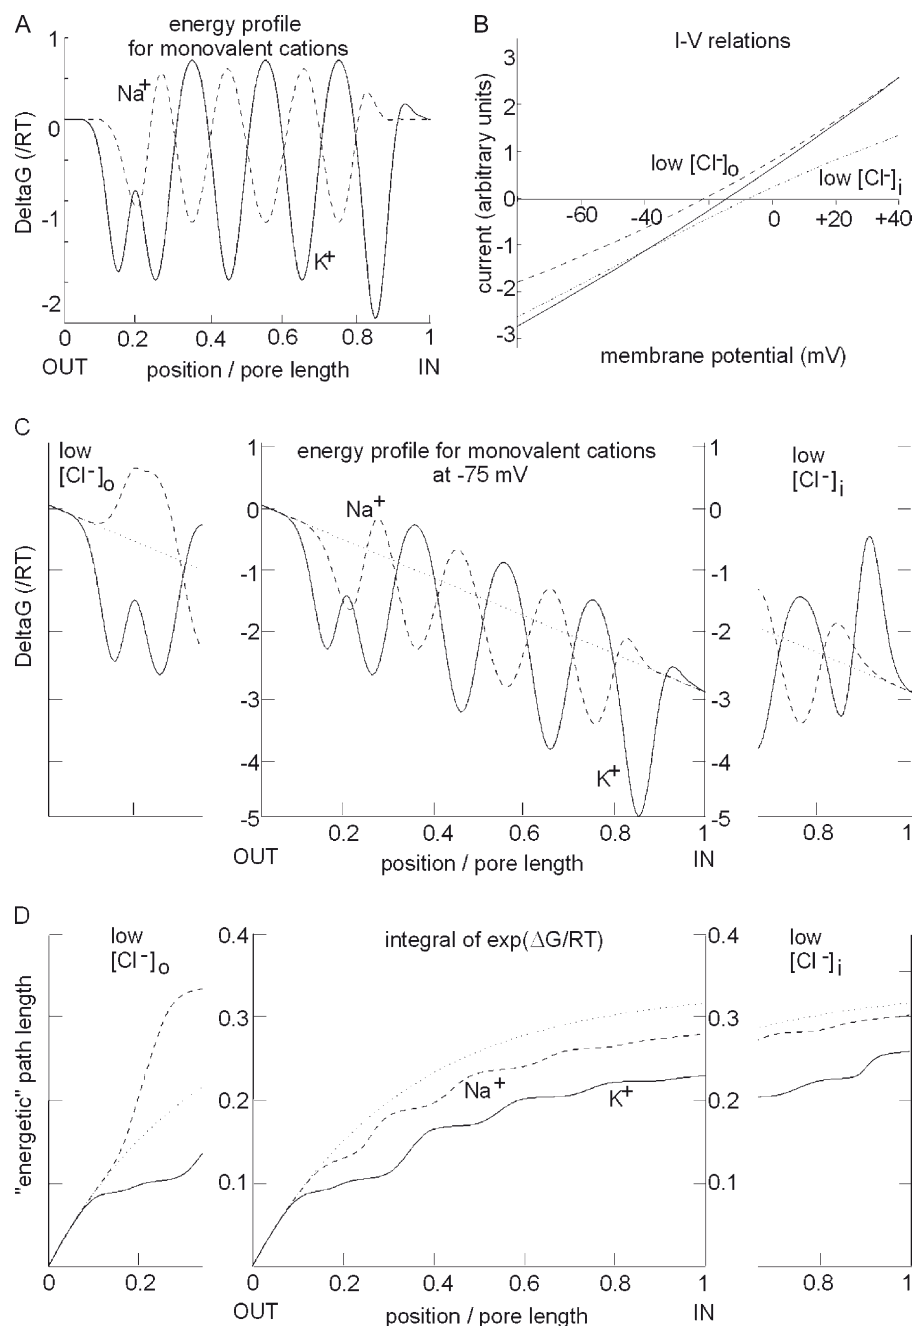 A
energy profile
for monovalent cations
1
0
-1
-2
DeltaG (/RT)
Na+
K+
0 0.2 0.4 0.6 0.8 1
OUT position / pore length IN
B
I-V relations
3
2
1
0
-1
-2
-3
current (arbitrary units)
low [Cl-]o
low [Cl-]i
-60 -40 0 +20 +40
membrane potential (mV)
C
low
[Cl-]o
DeltaG (/RT)
energy profile for monovalent cations
at -75 mV
1
0
-1
-2
-3
-4
-5
Na+
K+
0.2 0.4 0.6 0.8 1
OUT position / pore length IN
1
0
-1
-2
-3
-4
-5
low
[Cl-]i
0.8 1
D
low
[Cl-]o
"energetic" path length
0 0.2
integral of exp(ΔG/RT)
0.4
0.3
0.2
0.1
Na+
K+
0 0.2 0.4 0.6 0.8 1
OUT position / pore length IN
0.4
0.3
0.2
0.1
low
[Cl-]i
0.8 1